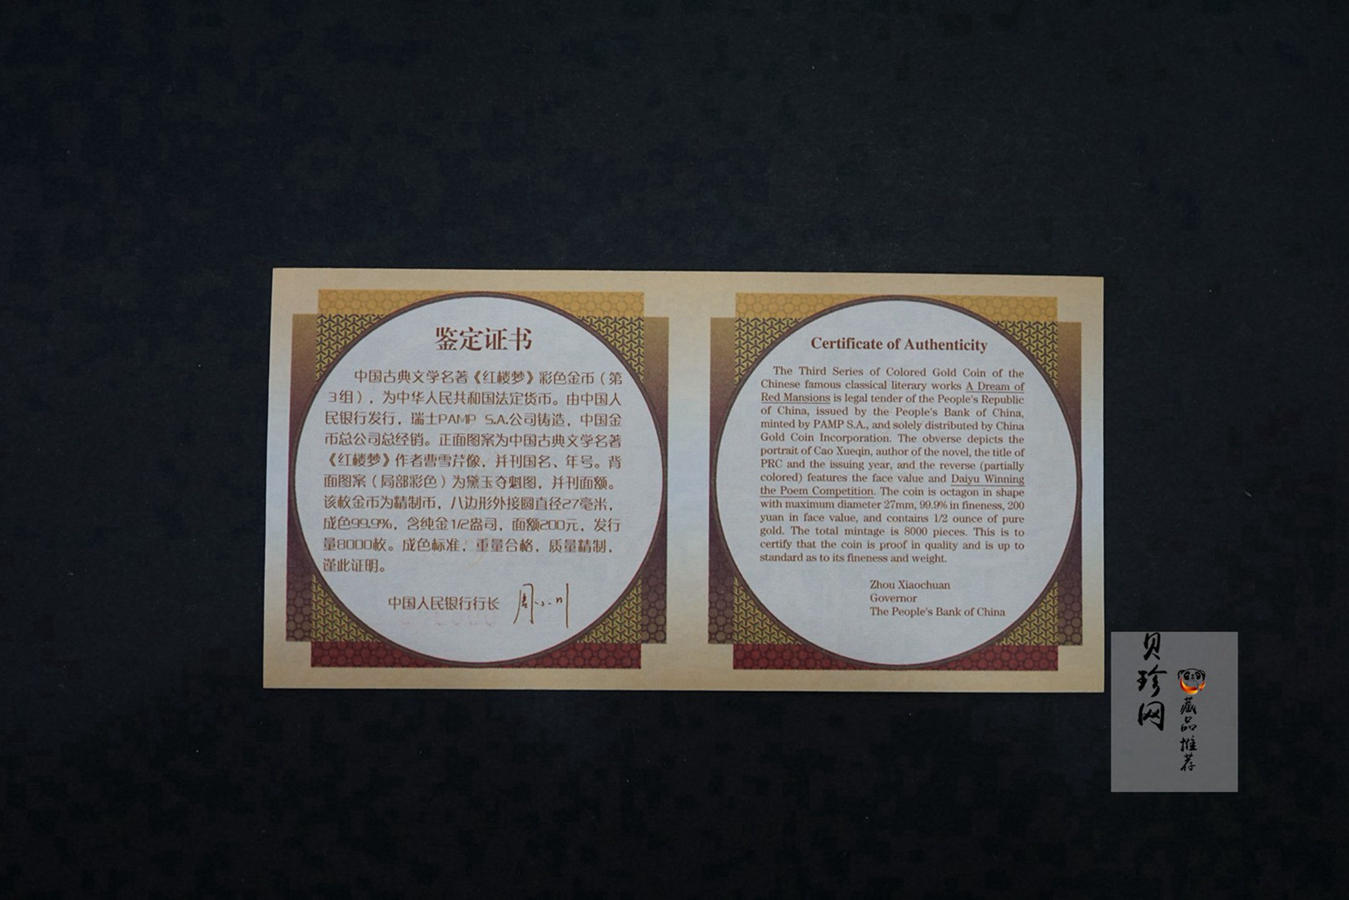 鉴定证书
中国古典文学名著《红楼梦》彩色金币（第
3组），为中华人民共和国法定货币。由中国人
民银行发行，瑞士PAMP S.A.公司铸造，中国金
币总公司总经销。正面图案为中国古典文学名著
《红楼梦》作者曹雪芹像，并刊国名、年号。背
面图案（局部彩色）为黛玉夺魁图，并刊面额。
该枚金币为精制币，八边形外接圆直径27毫米，
成色99.9%，含纯金1/2盎司，面额200元，发行
量8000枚。成色标准，重量合格，质量精制，
谨此证明。
中国人民银行行长 周小川
Certificate of Authenticity
The Third Series of Colored Gold Coin of the
Chinese famous classical literary works A Dream of
Red Mansions is legal tender of the People's Republic
of China, issued by the People's Bank of China,
minted by PAMP S.A., and solely distributed by China
Gold Coin Incorporation. The obverse depicts the
portrait of Cao Xueqin, author of the novel, the title of
PRC and the issuing year, and the reverse (partially
colored) features the face value and Daiyu Winning
the Poem Competition. The coin is octagon in shape
with maximum diameter 27mm, 99.9% in fineness, 200
yuan in face value, and contains 1/2 ounce of pure
gold. The total mintage is 8000 pieces. This is to
certify that the coin is proof in quality and is up to
standard as to its fineness and weight.
Zhou Xiaochuan
Governor
The People's Bank of China
贝珍网
藏品推荐